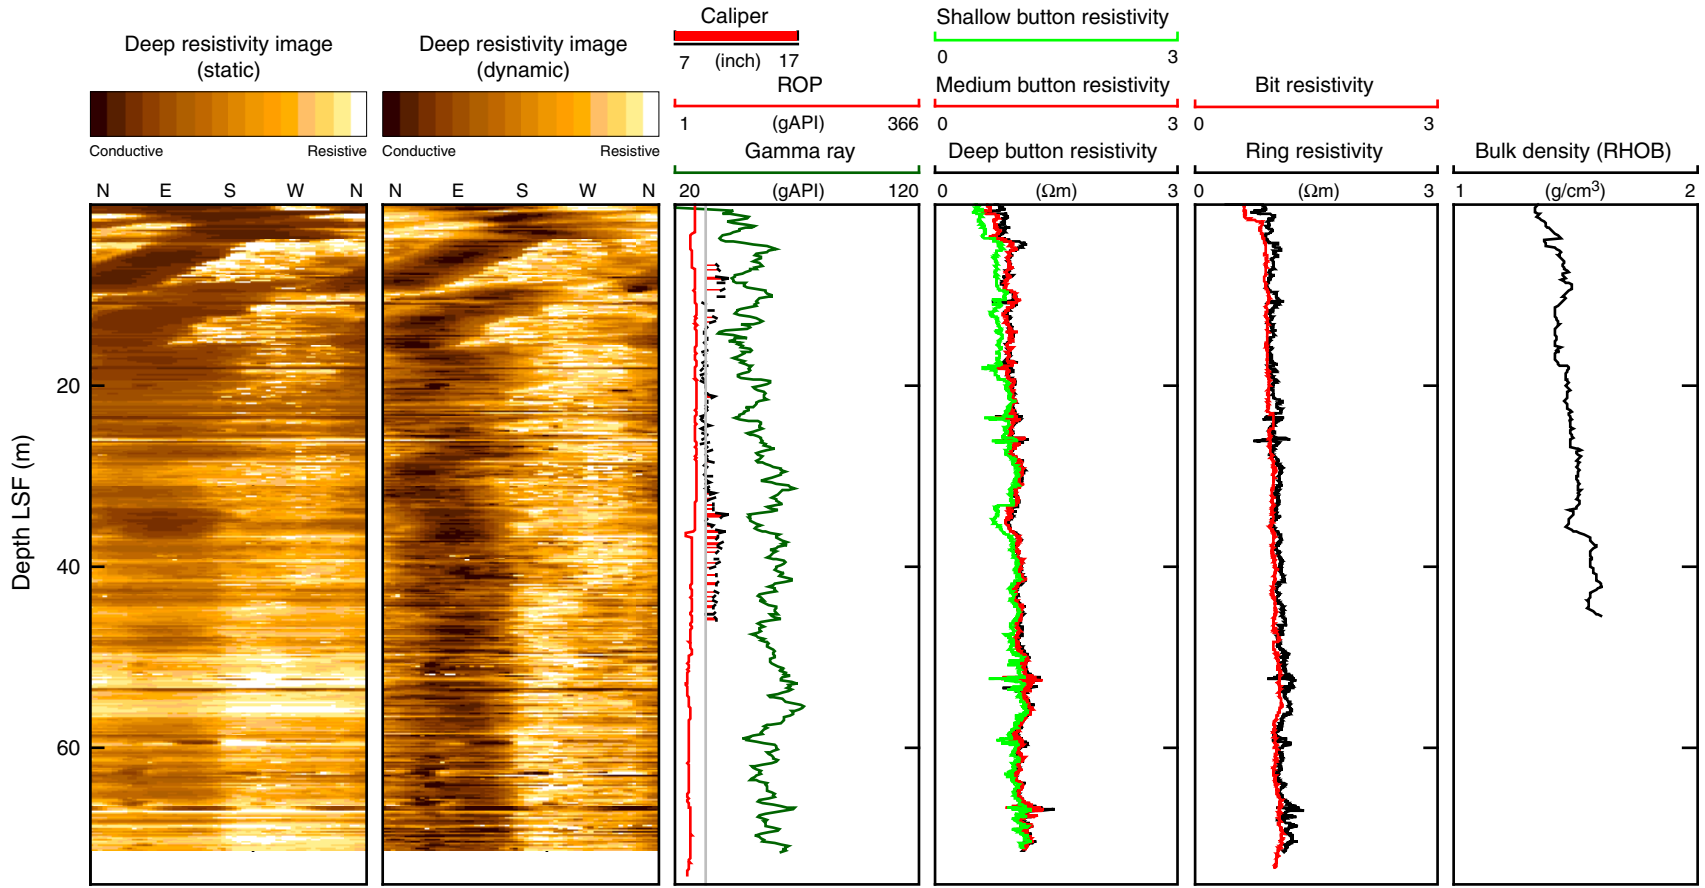 Caliper
7 (inch) 17
Shallow button resistivity
0 3
Deep resistivity image
(static)
Deep resistivity image
(dynamic)
ROP
1 (gAPI) 366
Medium button resistivity
0 3
Bit resistivity
0 3
Conductive Resistive
Conductive Resistive
Gamma ray
20 (gAPI) 120
Deep button resistivity
0 (Ωm) 3
Ring resistivity
0 (Ωm) 3
Bulk density (RHOB)
1 (g/cm³) 2
N E S W N
N E S W N
Depth LSF (m)
20
40
60